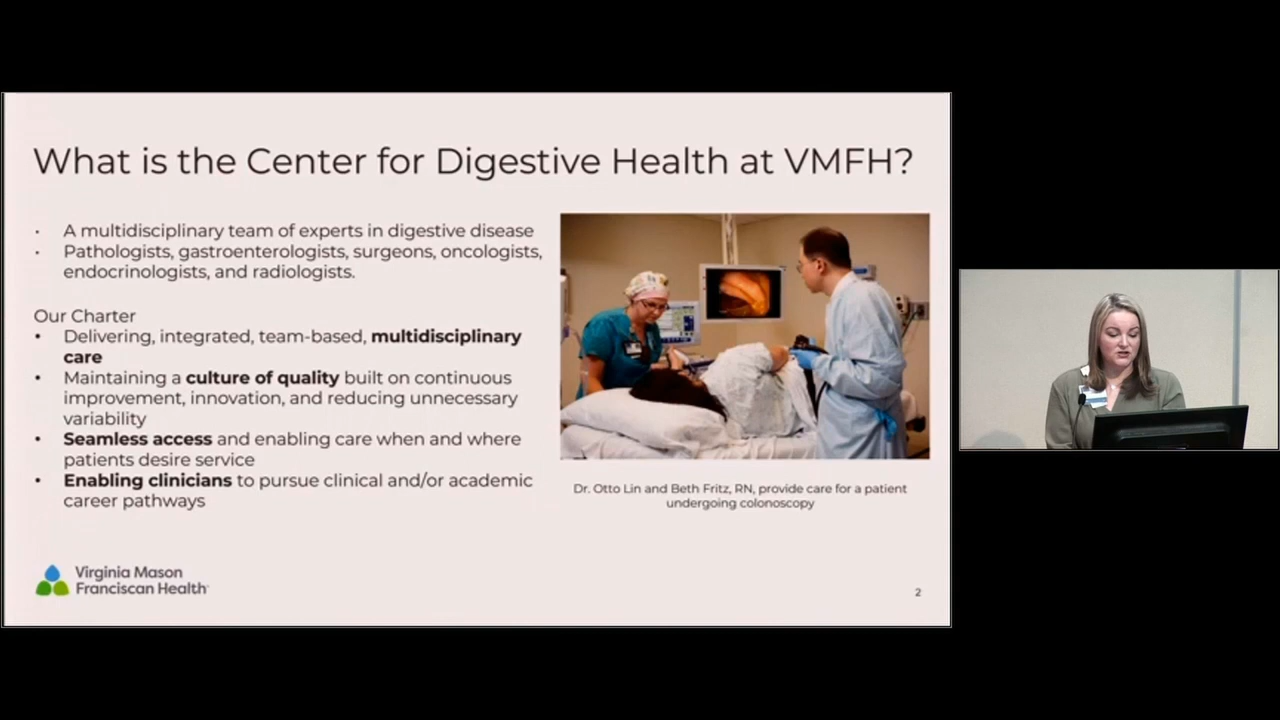 What is the Center for Digestive Health at VMFH?
· A multidisciplinary team of experts in digestive disease
· Pathologists, gastroenterologists, surgeons, oncologists,
endocrinologists, and radiologists.
Our Charter
• Delivering, integrated, team-based, multidisciplinary
care
• Maintaining a culture of quality built on continuous
improvement, innovation, and reducing unnecessary
variability
• Seamless access and enabling care when and where
patients desire service
• Enabling clinicians to pursue clinical and/or academic
career pathways
Dr. Otto Lin and Beth Fritz, RN, provide care for a patient
undergoing colonoscopy
Virginia Mason
Franciscan Health
2